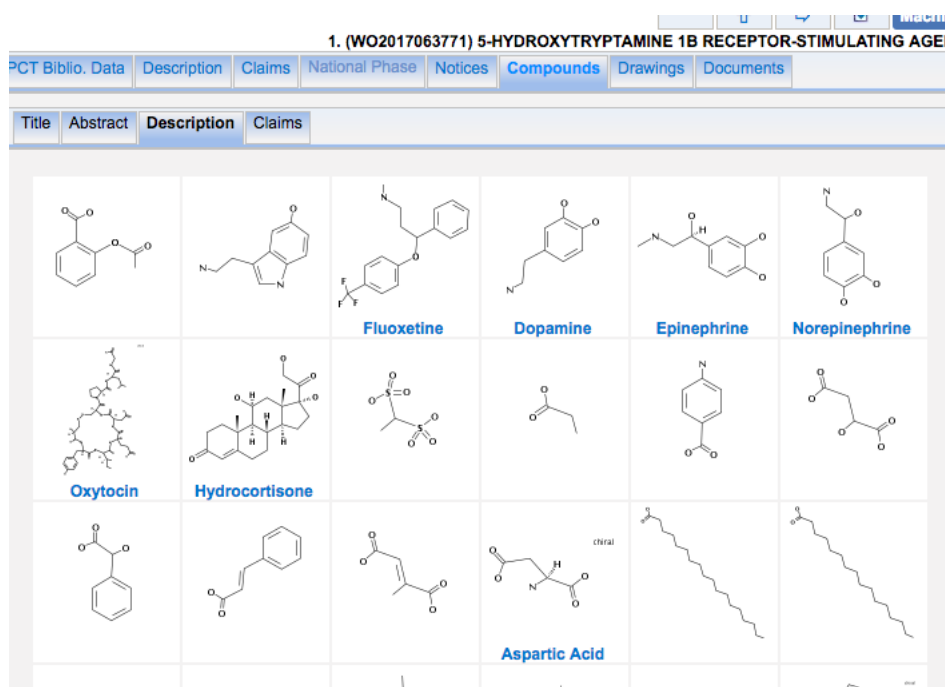 Machi
1. (WO2017063771) 5-HYDROXYTRYPTAMINE 1B RECEPTOR-STIMULATING AGE
PCT Biblio. Data Description Claims National Phase Notices Compounds Drawings Documents
Title Abstract Description Claims
Fluoxetine Dopamine Epinephrine Norepinephrine
Oxytocin Hydrocortisone
chiral
Aspartic Acid